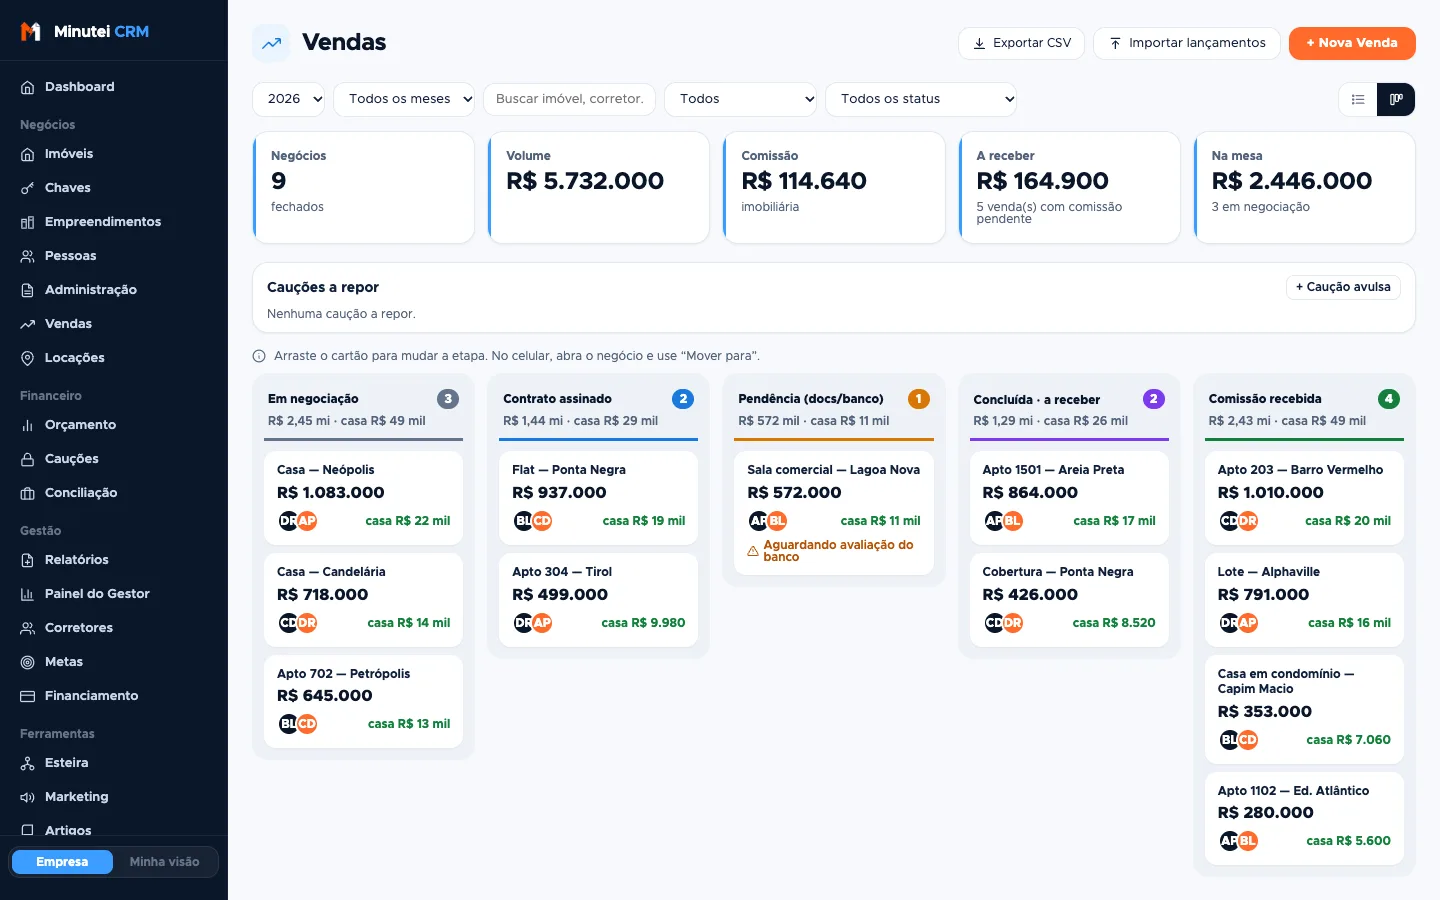 Minutei CRM
Dashboard
Negócios
Imóveis
Chaves
Empreendimentos
Pessoas
Administração
Vendas
Locações
Financeiro
Orçamento
Cauções
Conciliação
Gestão
Relatórios
Painel do Gestor
Corretores
Metas
Financiamento
Ferramentas
Esteira
Marketing
Artigos
Empresa
Minha visão
Vendas
Exportar CSV
Importar lançamentos
+ Nova Venda
2026
Todos os meses
Buscar imóvel, corretor.
Todos
Todos os status
Negócios
9
fechados
Volume
R$ 5.732.000
Comissão
R$ 114.640
imobiliária
A receber
R$ 164.900
5 venda(s) com comissão
pendente
Na mesa
R$ 2.446.000
3 em negociação
Cauções a repor
+ Caução avulsa
Nenhuma caução a repor.
Arraste o cartão para mudar a etapa. No celular, abra o negócio e use “Mover para”.
Em negociação
3
R$ 2,45 mi · casa R$ 49 mil
Casa — Neópolis
R$ 1.083.000
DR AP
casa R$ 22 mil
Casa — Candelária
R$ 718.000
CD DR
casa R$ 14 mil
Apto 702 — Petrópolis
R$ 645.000
BL CD
casa R$ 13 mil
Contrato assinado
2
R$ 1,44 mi · casa R$ 29 mil
Flat — Ponta Negra
R$ 937.000
BL CD
casa R$ 19 mil
Apto 304 — Tirol
R$ 499.000
DR AP
casa R$ 9.980
Pendência (docs/banco)
1
R$ 572 mil · casa R$ 11 mil
Sala comercial — Lagoa Nova
R$ 572.000
AP BL
casa R$ 11 mil
Aguardando avaliação do
banco
Concluída · a receber
2
R$ 1,29 mi · casa R$ 26 mil
Apto 1501 — Areia Preta
R$ 864.000
AP BL
casa R$ 17 mil
Cobertura — Ponta Negra
R$ 426.000
CD DR
casa R$ 8.520
Comissão recebida
4
R$ 2,43 mi · casa R$ 49 mil
Apto 203 — Barro Vermelho
R$ 1.010.000
CD DR
casa R$ 20 mil
Lote — Alphaville
R$ 791.000
DR AP
casa R$ 16 mil
Casa em condomínio —
Capim Macio
R$ 353.000
BL CD
casa R$ 7.060
Apto 1102 — Ed. Atlântico
R$ 280.000
AP BL
casa R$ 5.600